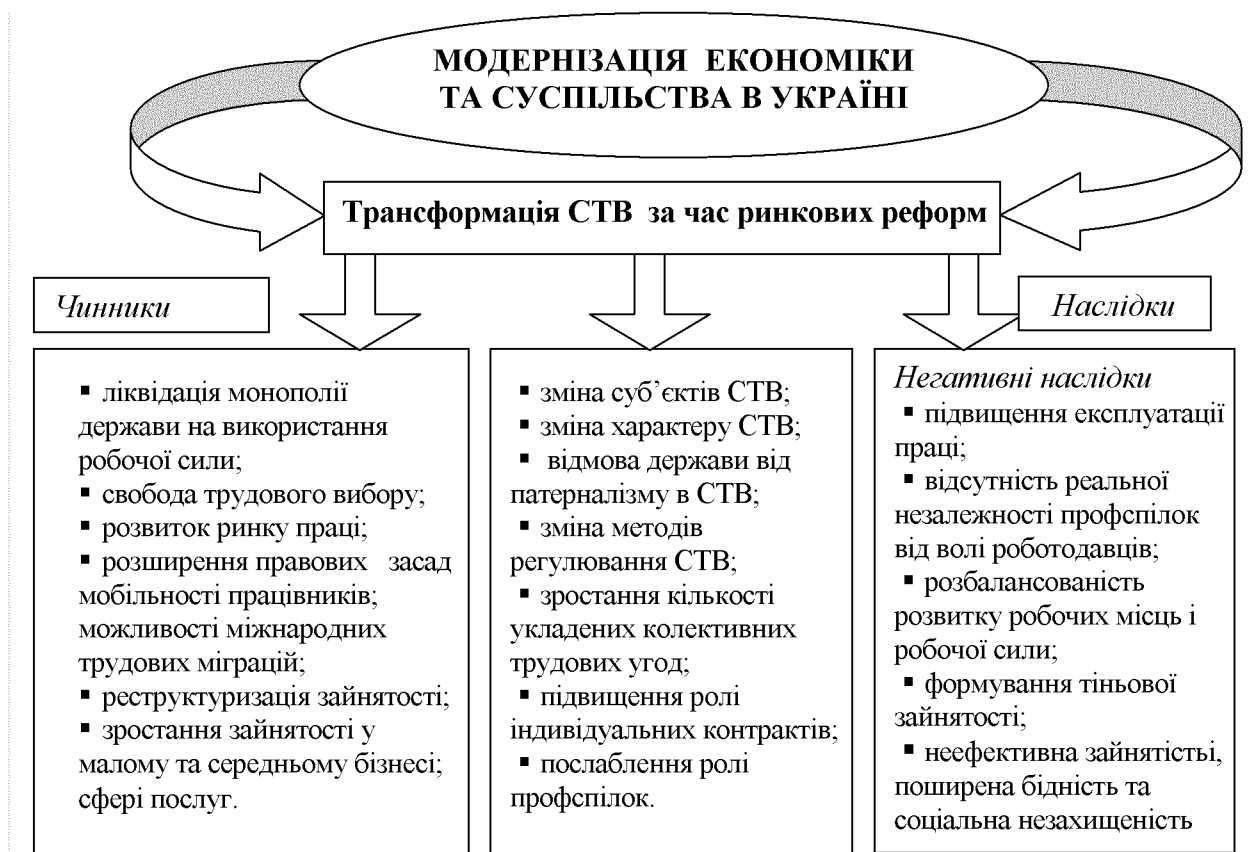 МОДЕРНІЗАЦІЯ ЕКОНОМІКИ
ТА СУСПІЛЬСТВА В УКРАЇНІ
Трансформація СТВ за час ринкових реформ
Чинники
Наслідки
▪ ліквідація монополії
держави на використання
робочої сили;
▪ свобода трудового вибору;
▪ розвиток ринку праці;
▪ розширення правових засад
мобільності працівників;
можливості міжнародних
трудових міграцій;
▪ реструктуризація зайнятості;
▪ зростання зайнятості у
малому та середньому бізнесі;
сфері послуг.
▪ зміна суб’єктів СТВ;
▪ зміна характеру СТВ;
▪ відмова держави від
патерналізму в СТВ;
▪ зміна методів
регулювання СТВ;
▪ зростання кількості
укладених колективних
трудових угод;
▪ підвищення ролі
індивідуальних контрактів;
▪ послаблення ролі
профспілок.
Негативні наслідки
▪ підвищення експлуатації
праці;
▪ відсутність реальної
незалежності профспілок
від волі роботодавців;
▪ розбалансованість
розвитку робочих місць і
робочої сили;
▪ формування тіньової
зайнятості;
▪ неефективна зайнятістьі,
поширена бідність та
соціальна незахищеність